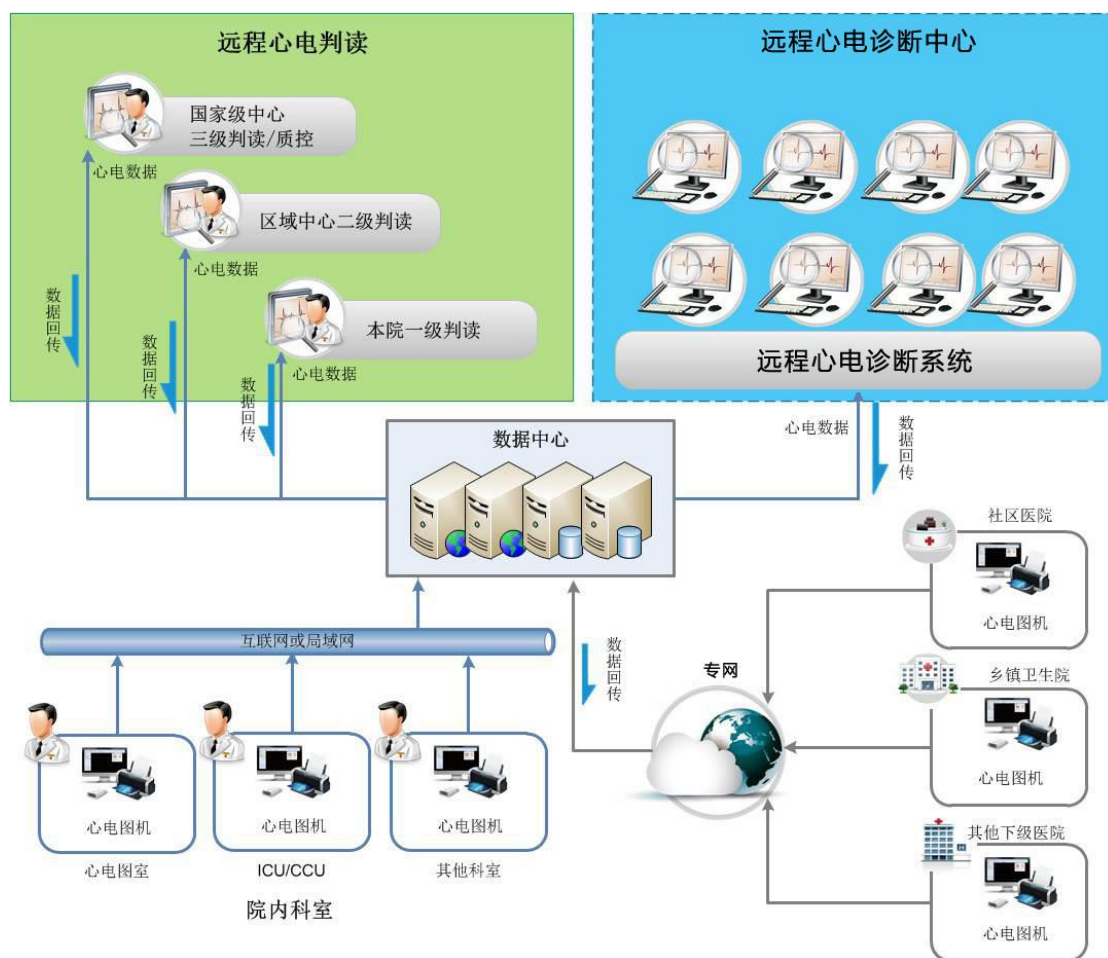 远程心电判读
国家级中心
三级判读/质控
心电数据
区域中心二级判读
心电数据
本院一级判读
心电数据
数据回传
数据回传
数据回传
远程心电诊断中心
远程心电诊断系统
心电数据
数据回传
数据中心
互联网或局域网
心电图机
心电图室
心电图机
ICU/CCU
心电图机
其他科室
院内科室
数据回传
专网
社区医院
心电图机
乡镇卫生院
心电图机
其他下级医院
心电图机